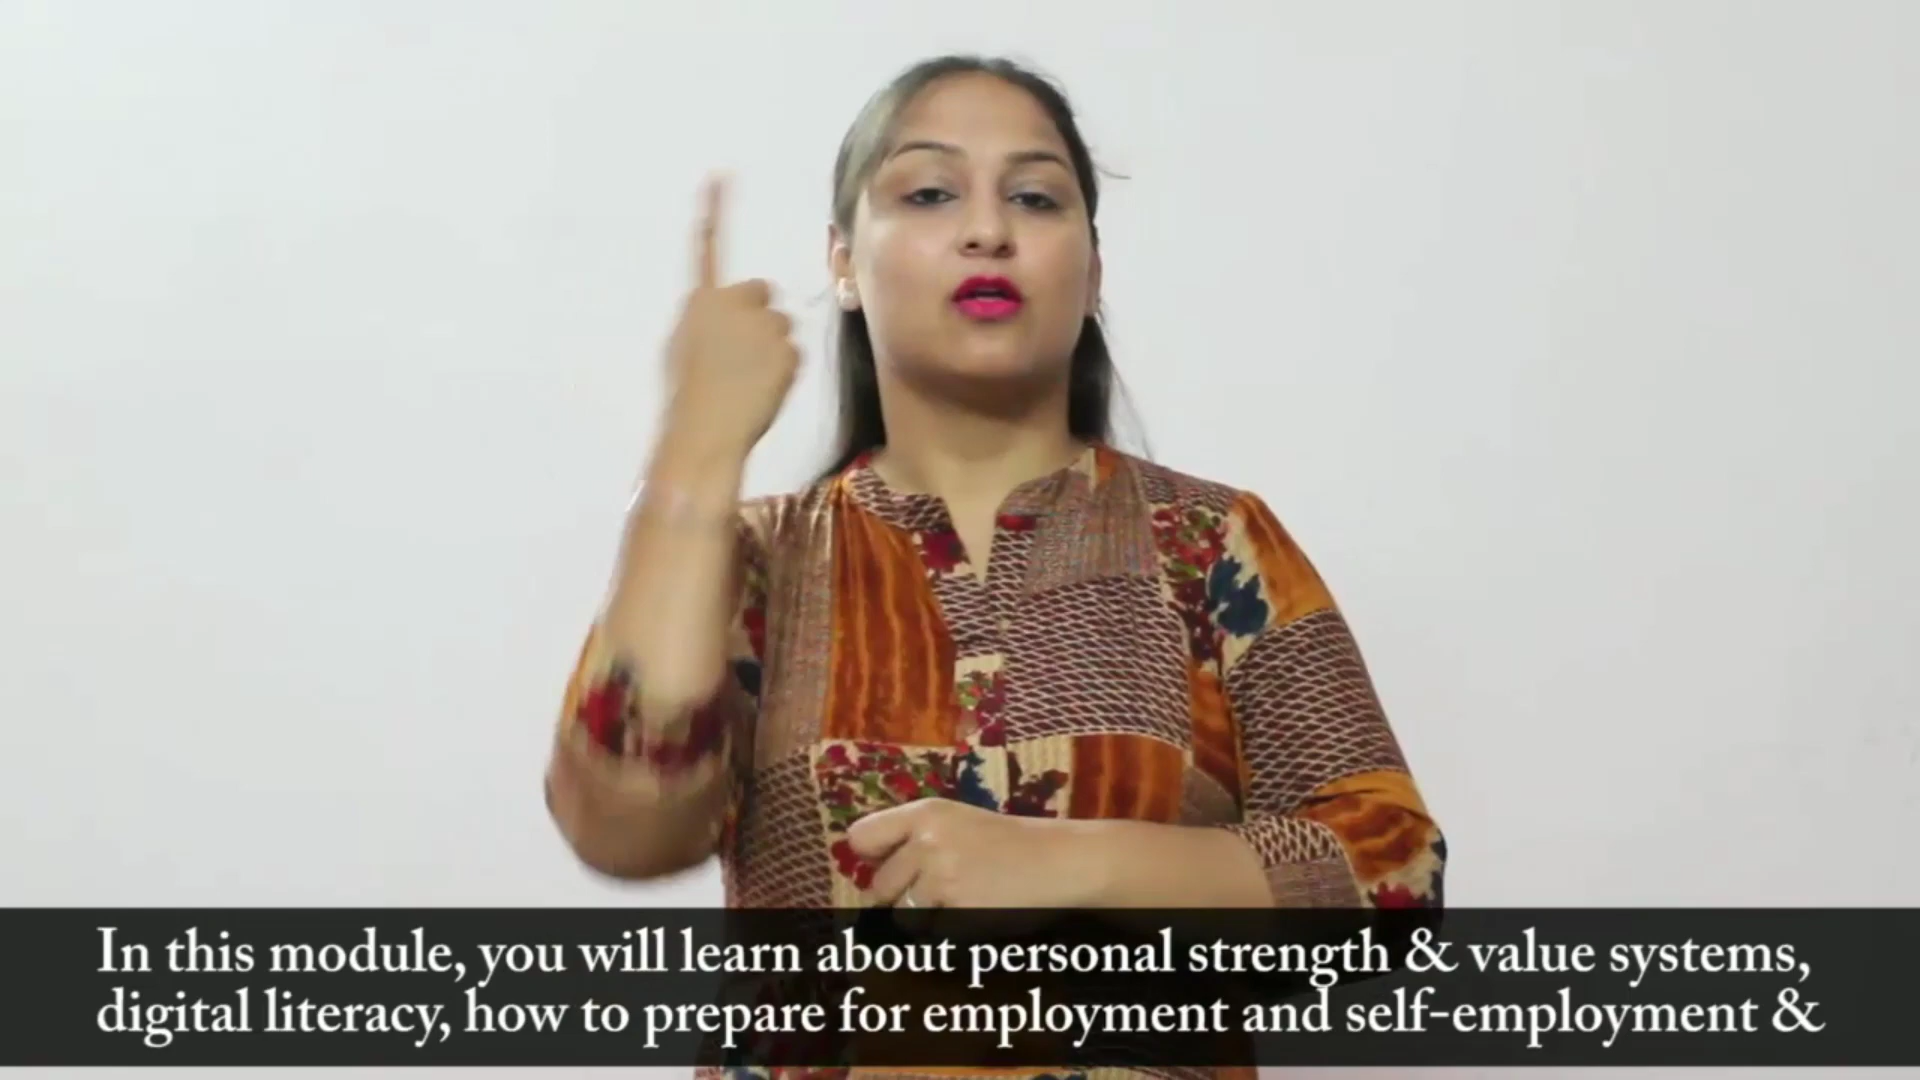 In this module, you will learn about personal strength & value systems,
digital literacy, how to prepare for employment and self-employment &